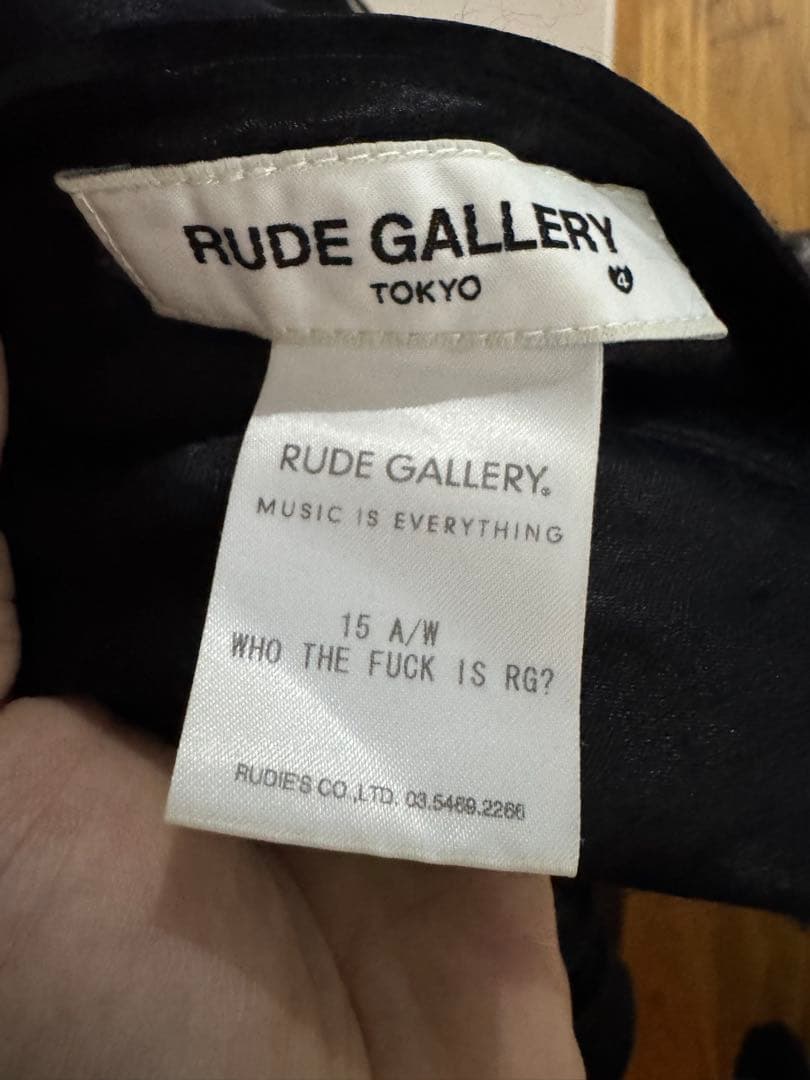 RUDE GALLERY
TOKYO
4
RUDE GALLERY.
MUSIC IS EVERYTHING
15 A/W
WHO THE FUCK IS RG?
RUDIE'S CO.,LTD. 03.5469.2266